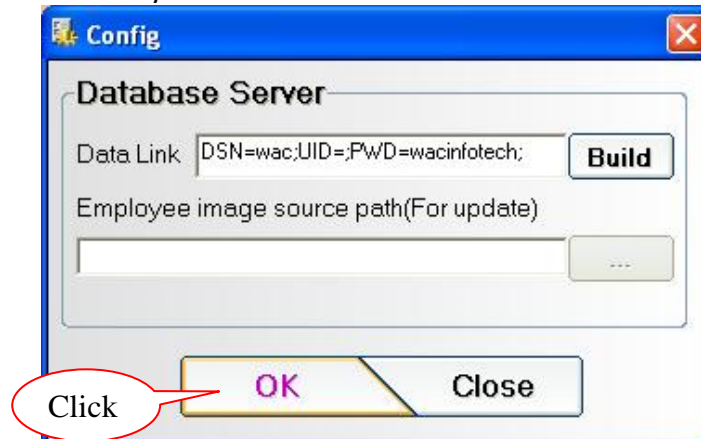 Config
Database Server
Data Link DSN=wac;UID=;PWD=wacinfotech; Build
Employee image source path(For update)
...
OK Close
Click